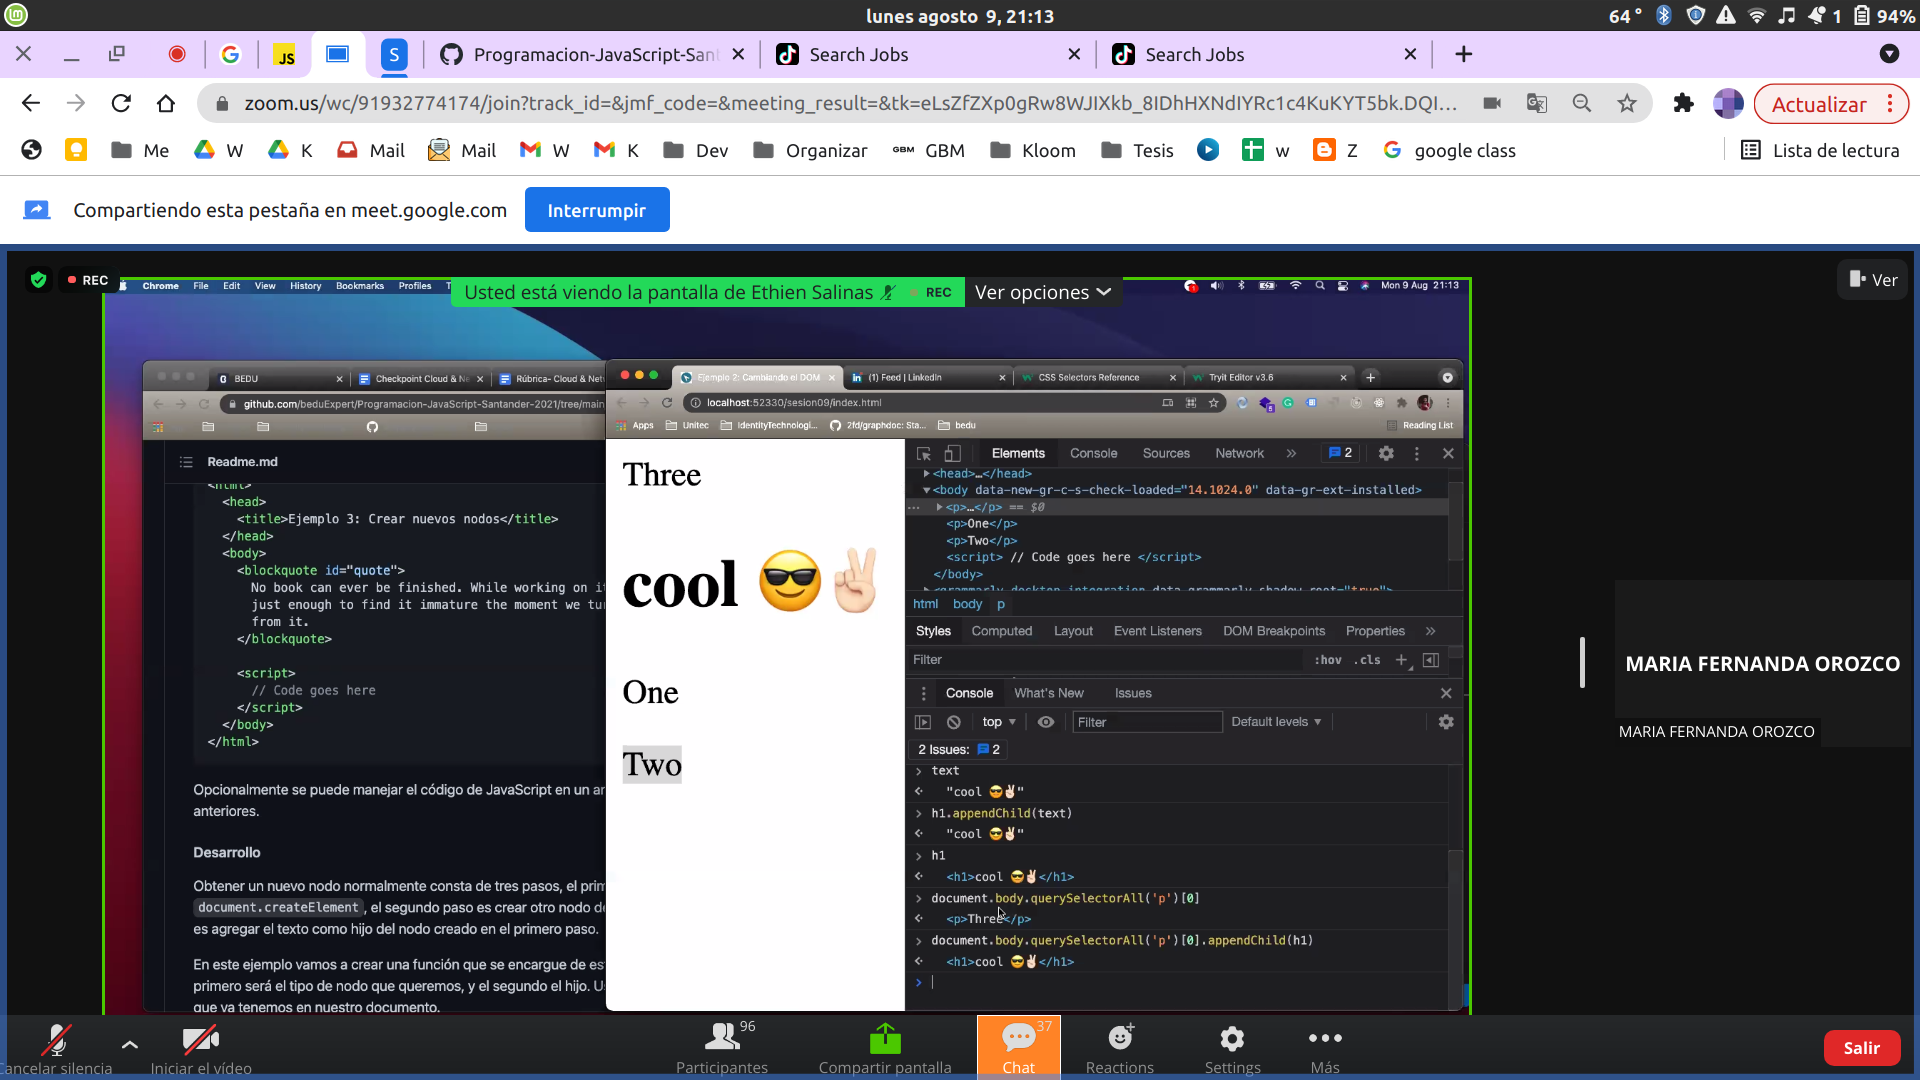 lunes agosto 9, 21:13
64 °
1
94%
JS
S
Programacion-JavaScript-Sant
Search Jobs
Search Jobs
zoom.us/wc/91932774174/join?track_id=&jmf_code=&meeting_result=&tk=eLsZfZXp0gRw8WJIXkb_8IDhHXNdIYRc1c4KuKYT5bk.DQI...
Actualizar
Me
W
K
Mail
Mail
W
K
Dev
Organizar
GBM
GBM
Kloom
Tesis
w
Z
google class
Lista de lectura
Compartiendo esta pestaña en meet.google.com
Interrumpir
REC
Chrome File Edit View History Bookmarks Profiles T
Usted está viendo la pantalla de Ethien Salinas
REC
Ver opciones
Mon 9 Aug 21:13
Ver
BEDU
Checkpoint Cloud & Ne
Rúbrica- Cloud & Net
github.com/beduExpert/Programacion-JavaScript-Santander-2021/tree/main
Readme.md
<html>
<head>
<title>Ejemplo 3: Crear nuevos nodos</title>
</head>
<body>
<blockquote id="quote">
No book can ever be finished. While working on i
just enough to find it immature the moment we tu
from it.
</blockquote>
<script>
// Code goes here
</script>
</body>
</html>
Opcionalmente se puede manejar el código de JavaScript en un ar
anteriores.
Desarrollo
Obtener un nuevo nodo normalmente consta de tres pasos, el prim
document.createElement , el segundo paso es crear otro nodo de
es agregar el texto como hijo del nodo creado en el primero paso.
En este ejemplo vamos a crear una función que se encargue de es
primero será el tipo de nodo que queremos, y el segundo el hijo. U
que ya tenemos en nuestro documento.
Ejemplo 2: Cambiando el DOM
(1) Feed | LinkedIn
CSS Selectors Reference
Tryit Editor v3.6
localhost:52330/sesion09/index.html
Apps
Unitec
IdentityTechnologi...
2fd/graphdoc: Sta...
bedu
Reading List
Three
cool 😎✌🏻
One
Two
Elements Console Sources Network » 2
<head>…</head>
<body data-new-gr-c-s-check-loaded="14.1024.0" data-gr-ext-installed>
<p>…</p> == $0
<p>One</p>
<p>Two</p>
<script> // Code goes here </script>
</body>
<grammarly-desktop-integration data-grammarly-shadow-root="true">
html body p
Styles Computed Layout Event Listeners DOM Breakpoints Properties »
Filter
:hov .cls +
Console What's New Issues
top
Filter
Default levels
2 Issues: 2
text
"cool 😎✌🏻"
h1.appendChild(text)
"cool 😎✌🏻"
h1
<h1>cool 😎✌🏻</h1>
document.body.querySelectorAll('p')[0]
<p>Three</p>
document.body.querySelectorAll('p')[0].appendChild(h1)
<h1>cool 😎✌🏻</h1>
MARIA FERNANDA OROZCO
MARIA FERNANDA OROZCO
ancelar silencia
Iniciar el vídeo
96
Participantes
Compartir pantalla
37
Chat
Reactions
Settings
Más
Salir